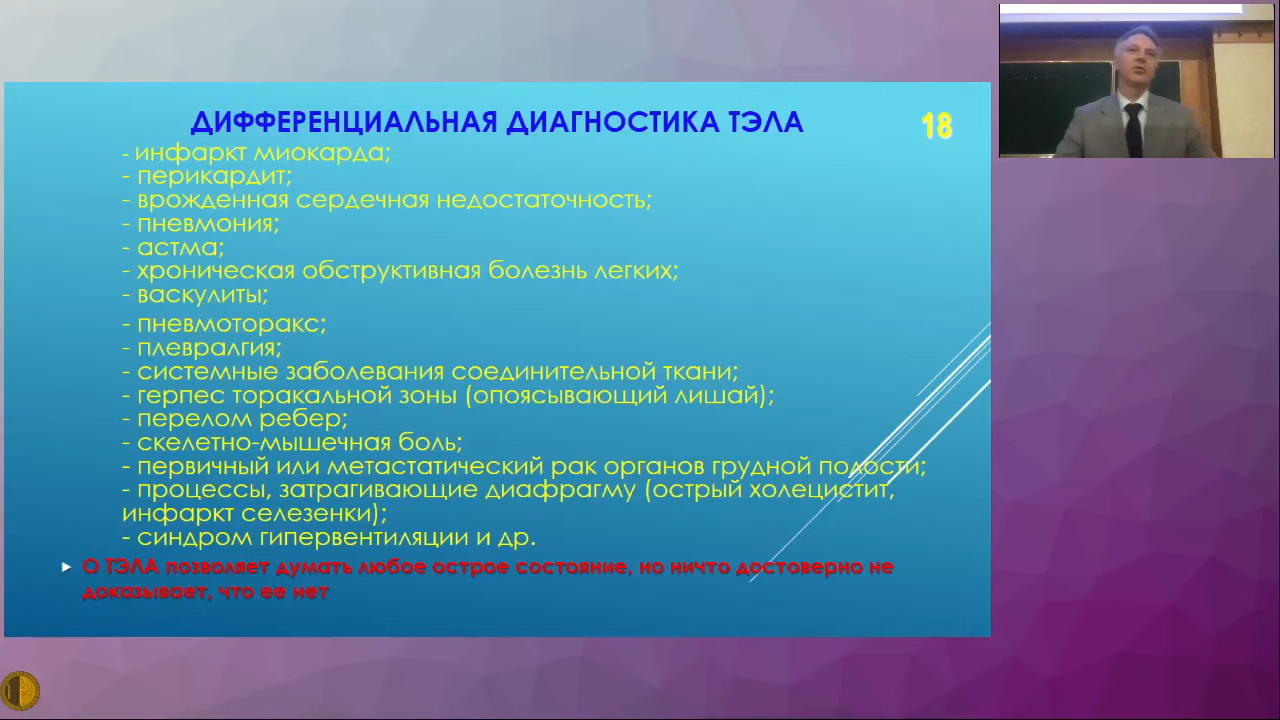 ДИФФЕРЕНЦИАЛЬНАЯ ДИАГНОСТИКА ТЭЛА
18
- инфаркт миокарда;
- перикардит;
- врожденная сердечная недостаточность;
- пневмония;
- астма;
- хроническая обструктивная болезнь легких;
- васкулиты;
- пневмоторакс;
- плевралгия;
- системные заболевания соединительной ткани;
- герпес торакальной зоны (опоясывающий лишай);
- перелом ребер;
- скелетно-мышечная боль;
- первичный или метастатический рак органов грудной полости;
- процессы, затрагивающие диафрагму (острый холецистит,
инфаркт селезенки);
- синдром гипервентиляции и др.
О ТЭЛА позволяет думать любое острое состояние, но ничто достоверно не
доказывает, что ее нет